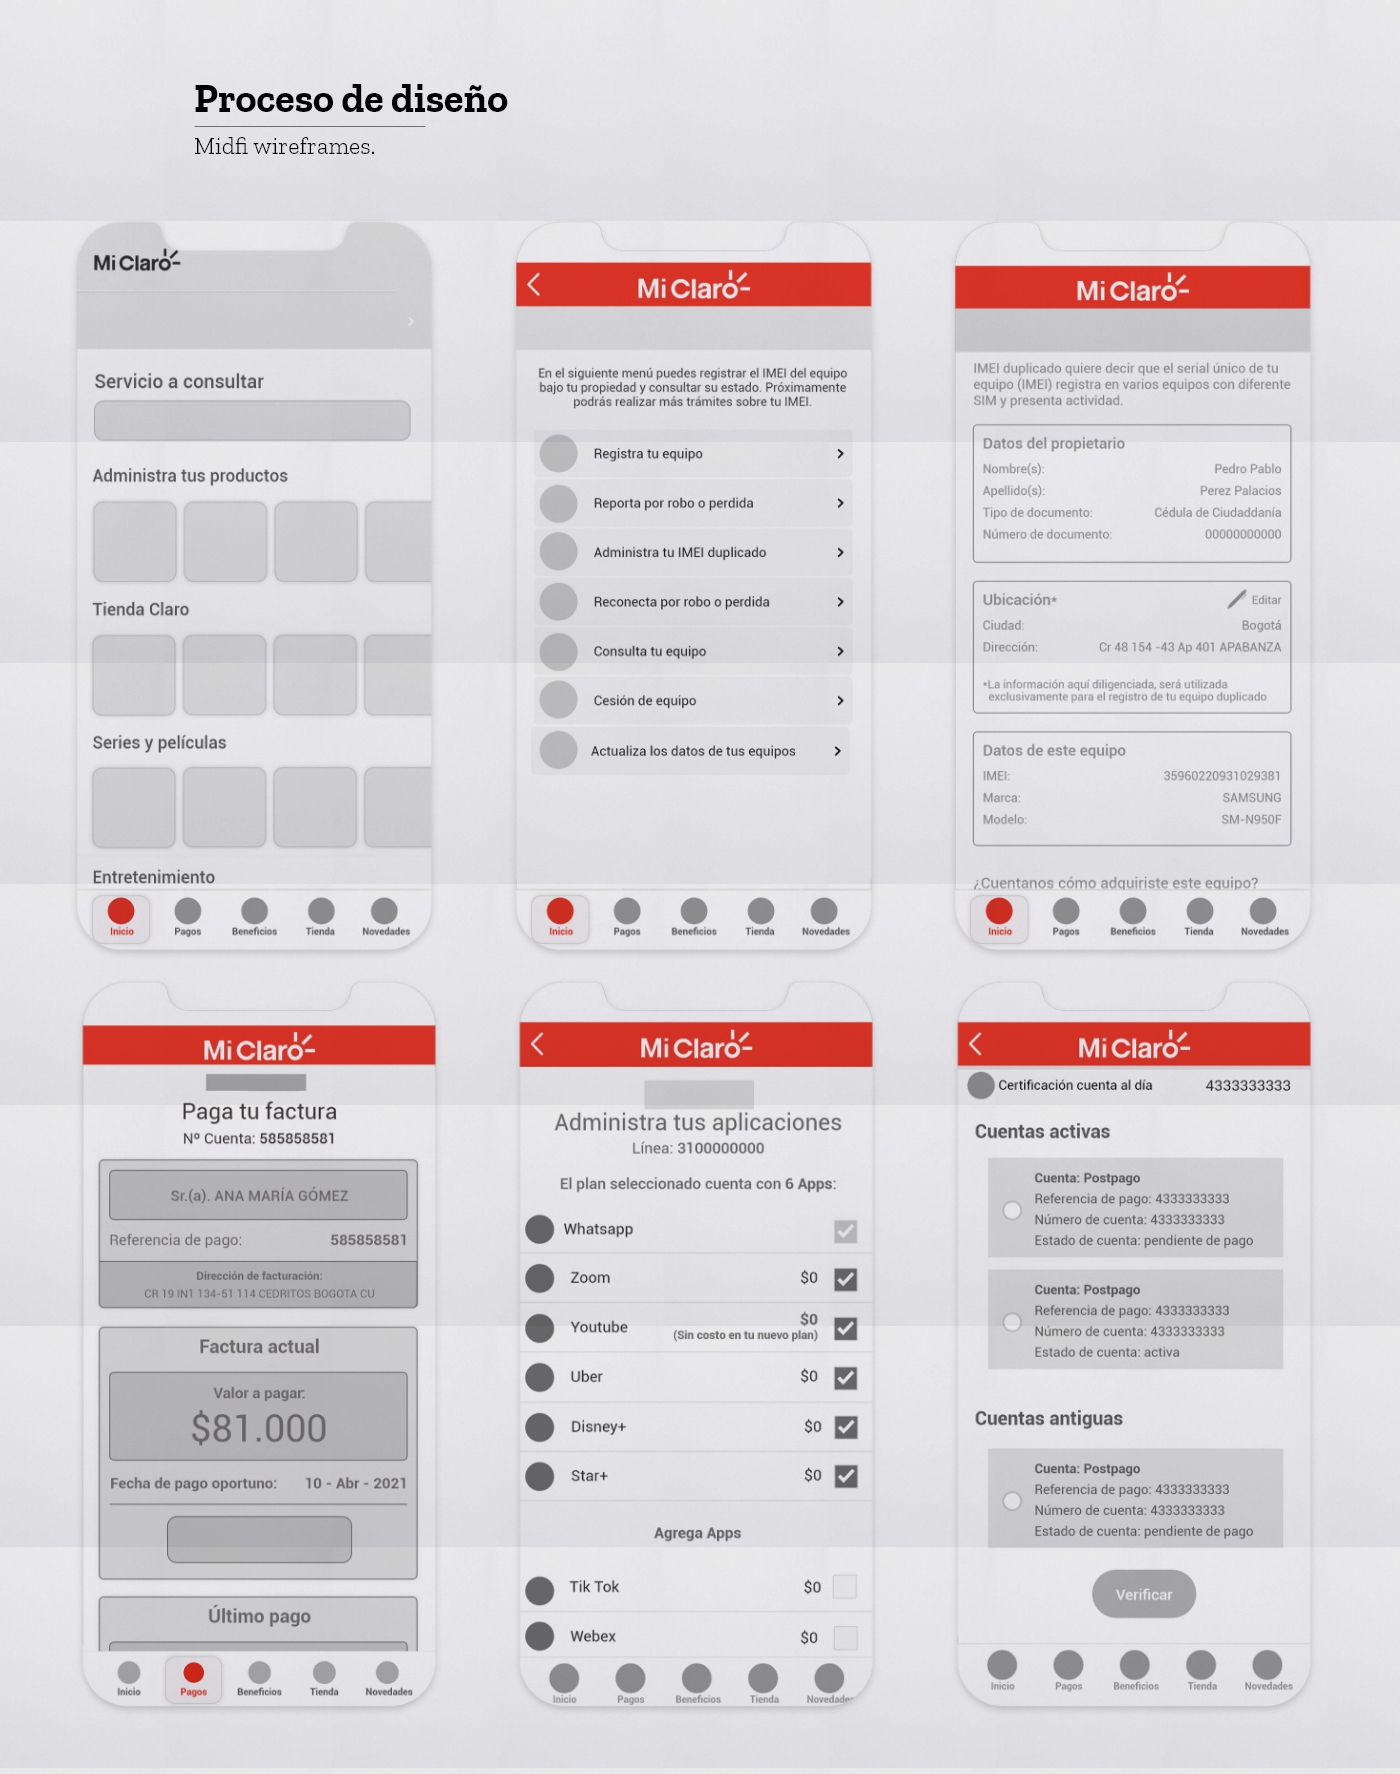 Proceso de diseño
Midfi wireframes.
Mi Claro
Servicio a consultar
Administra tus productos
Tienda Claro
Series y películas
Entretenimiento
Inicio Pagos Beneficios Tienda Novedades
Mi Claro
En el siguiente menú puedes registrar el IMEI del equipo
bajo tu propiedad y consultar su estado. Próximamente
podrás realizar más trámites sobre tu IMEI.
Registra tu equipo
Reporta por robo o perdida
Administra tu IMEI duplicado
Reconecta por robo o perdida
Consulta tu equipo
Cesión de equipo
Actualiza los datos de tus equipos
Inicio Pagos Beneficios Tienda Novedades
Mi Claro
IMEI duplicado quiere decir que el serial único de tu
equipo (IMEI) registra en varios equipos con diferente
SIM y presenta actividad.
Datos del propietario
Nombre(s): Pedro Pablo
Apellido(s): Perez Palacios
Tipo de documento: Cédula de Ciudaddanía
Número de documento: 00000000000
Ubicación* Editar
Ciudad: Bogotá
Dirección: Cr 48 154 -43 Ap 401 APABANZA
*La información aquí diligenciada, será utilizada
exclusivamente para el registro de tu equipo duplicado
Datos de este equipo
IMEI: 35960220931029381
Marca: SAMSUNG
Modelo: SM-N950F
¿Cuentanos cómo adquiriste este equipo?
Inicio Pagos Beneficios Tienda Novedades
Mi Claro
Paga tu factura
Nº Cuenta: 585858581
Sr.(a). ANA MARÍA GÓMEZ
Referencia de pago: 585858581
Dirección de facturación:
CR 19 IN1 134-51 114 CEDRITOS BOGOTA CU
Factura actual
Valor a pagar:
$81.000
Fecha de pago oportuno: 10 - Abr - 2021
Último pago
Inicio Pagos Beneficios Tienda Novedades
Mi Claro
Administra tus aplicaciones
Línea: 3100000000
El plan seleccionado cuenta con 6 Apps:
Whatsapp
Zoom $0
Youtube $0
(Sin costo en tu nuevo plan)
Uber $0
Disney+ $0
Star+ $0
Agrega Apps
Tik Tok $0
Webex $0
Inicio Pagos Beneficios Tienda Novedades
Mi Claro
Certificación cuenta al día 4333333333
Cuentas activas
Cuenta: Postpago
Referencia de pago: 4333333333
Número de cuenta: 4333333333
Estado de cuenta: pendiente de pago
Cuenta: Postpago
Referencia de pago: 4333333333
Número de cuenta: 4333333333
Estado de cuenta: activa
Cuentas antiguas
Cuenta: Postpago
Referencia de pago: 4333333333
Número de cuenta: 4333333333
Estado de cuenta: pendiente de pago
Verificar
Inicio Pagos Beneficios Tienda Novedades